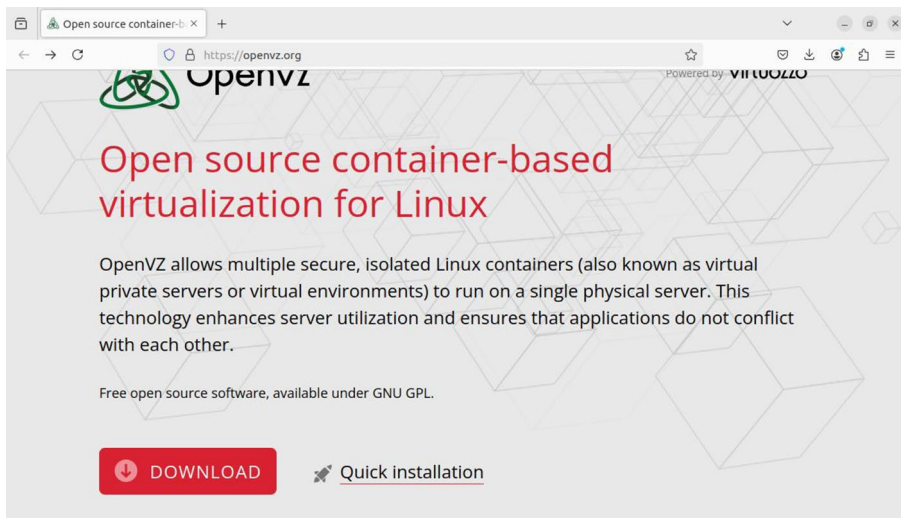 Open source container-b
https://openvz.org
OpenVZ
Powered by Virtuozzo
Open source container-based
virtualization for Linux
OpenVZ allows multiple secure, isolated Linux containers (also known as virtual
private servers or virtual environments) to run on a single physical server. This
technology enhances server utilization and ensures that applications do not conflict
with each other.
Free open source software, available under GNU GPL.
DOWNLOAD
Quick installation